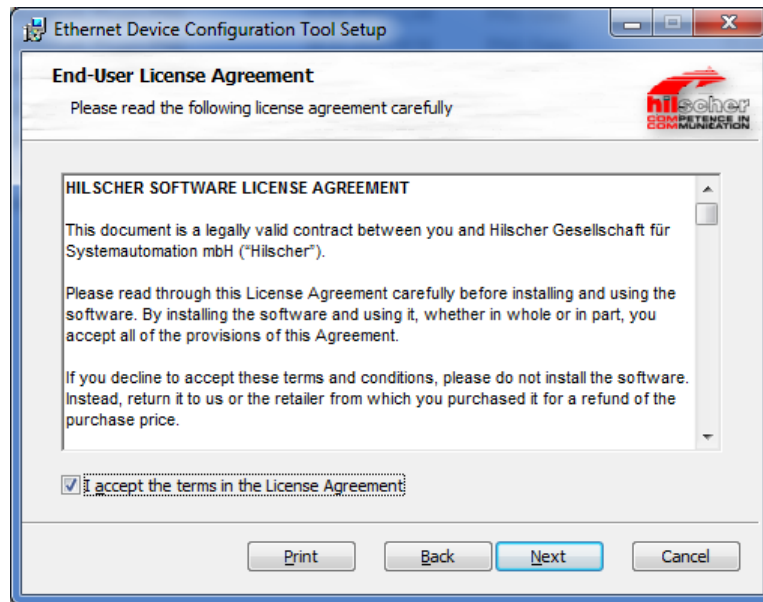 Ethernet Device Configuration Tool Setup
End-User License Agreement
Please read the following license agreement carefully
hilscher
COMPETENCE IN
COMMUNICATION
HILSCHER SOFTWARE LICENSE AGREEMENT
This document is a legally valid contract between you and Hilscher Gesellschaft für
Systemautomation mbH (“Hilscher”).
Please read through this License Agreement carefully before installing and using the
software. By installing the software and using it, whether in whole or in part, you
accept all of the provisions of this Agreement.
If you decline to accept these terms and conditions, please do not install the software.
Instead, return it to us or the retailer from which you purchased it for a refund of the
purchase price.
I accept the terms in the License Agreement
Print Back Next Cancel